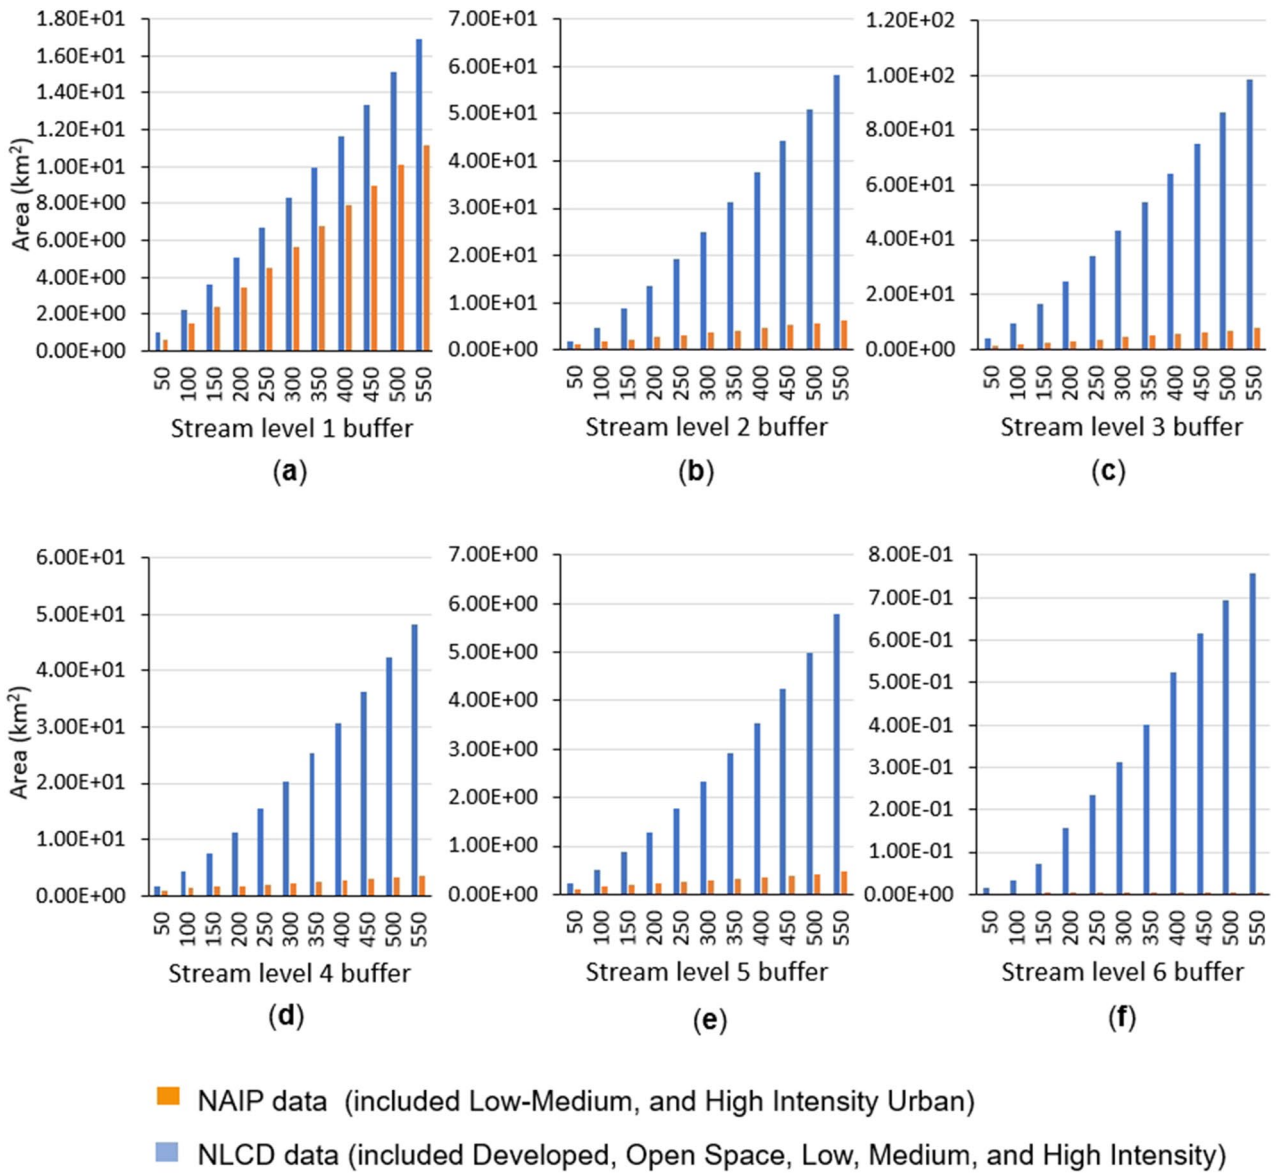 Area (km²)
1.80E+01
1.60E+01
1.40E+01
1.20E+01
1.00E+01
8.00E+00
6.00E+00
4.00E+00
2.00E+00
0.00E+00
50 100 150 200 250 300 350 400 450 500 550
Stream level 1 buffer
(a)
7.00E+01
6.00E+01
5.00E+01
4.00E+01
3.00E+01
2.00E+01
1.00E+01
0.00E+00
50 100 150 200 250 300 350 400 450 500 550
Stream level 2 buffer
(b)
1.20E+02
1.00E+02
8.00E+01
6.00E+01
4.00E+01
2.00E+01
0.00E+00
50 100 150 200 250 300 350 400 450 500 550
Stream level 3 buffer
(c)
Area (km²)
6.00E+01
5.00E+01
4.00E+01
3.00E+01
2.00E+01
1.00E+01
0.00E+00
50 100 150 200 250 300 350 400 450 500 550
Stream level 4 buffer
(d)
7.00E+00
6.00E+00
5.00E+00
4.00E+00
3.00E+00
2.00E+00
1.00E+00
0.00E+00
50 100 150 200 250 300 350 400 450 500 550
Stream level 5 buffer
(e)
8.00E-01
7.00E-01
6.00E-01
5.00E-01
4.00E-01
3.00E-01
2.00E-01
1.00E-01
0.00E+00
50 100 150 200 250 300 350 400 450 500 550
Stream level 6 buffer
(f)
NAIP data (included Low-Medium, and High Intensity Urban)
NLCD data (included Developed, Open Space, Low, Medium, and High Intensity)